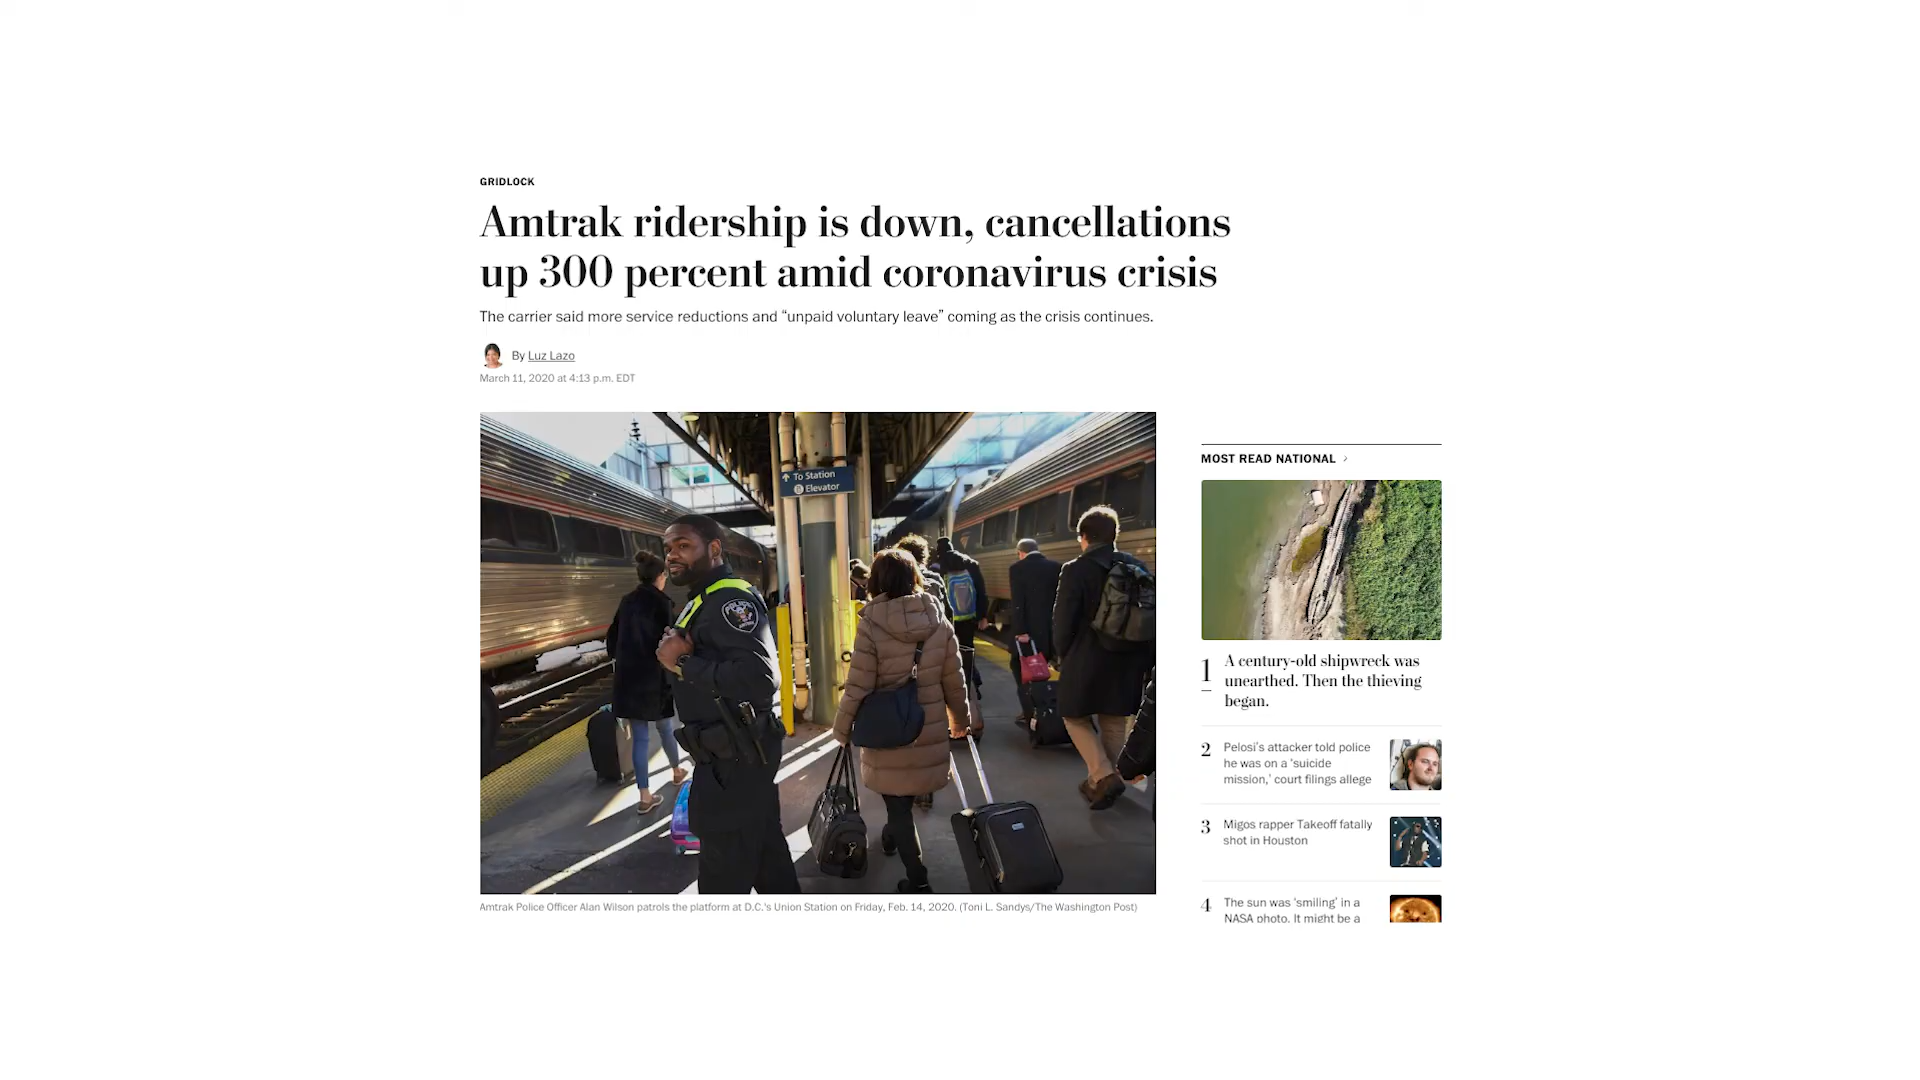 GRIDLOCK
Amtrak ridership is down, cancellations
up 300 percent amid coronavirus crisis
The carrier said more service reductions and “unpaid voluntary leave” coming as the crisis continues.
By Luz Lazo
March 11, 2020 at 4:13 p.m. EDT
To Station
Elevator
POLICE
Amtrak Police Officer Alan Wilson patrols the platform at D.C.'s Union Station on Friday, Feb. 14, 2020. (Toni L. Sandys/The Washington Post)
MOST READ NATIONAL ›
1
A century-old shipwreck was
unearthed. Then the thieving
began.
2
Pelosi’s attacker told police
he was on a ‘suicide
mission,’ court filings allege
3
Migos rapper Takeoff fatally
shot in Houston
4
The sun was ‘smiling’ in a
NASA photo. It might be a